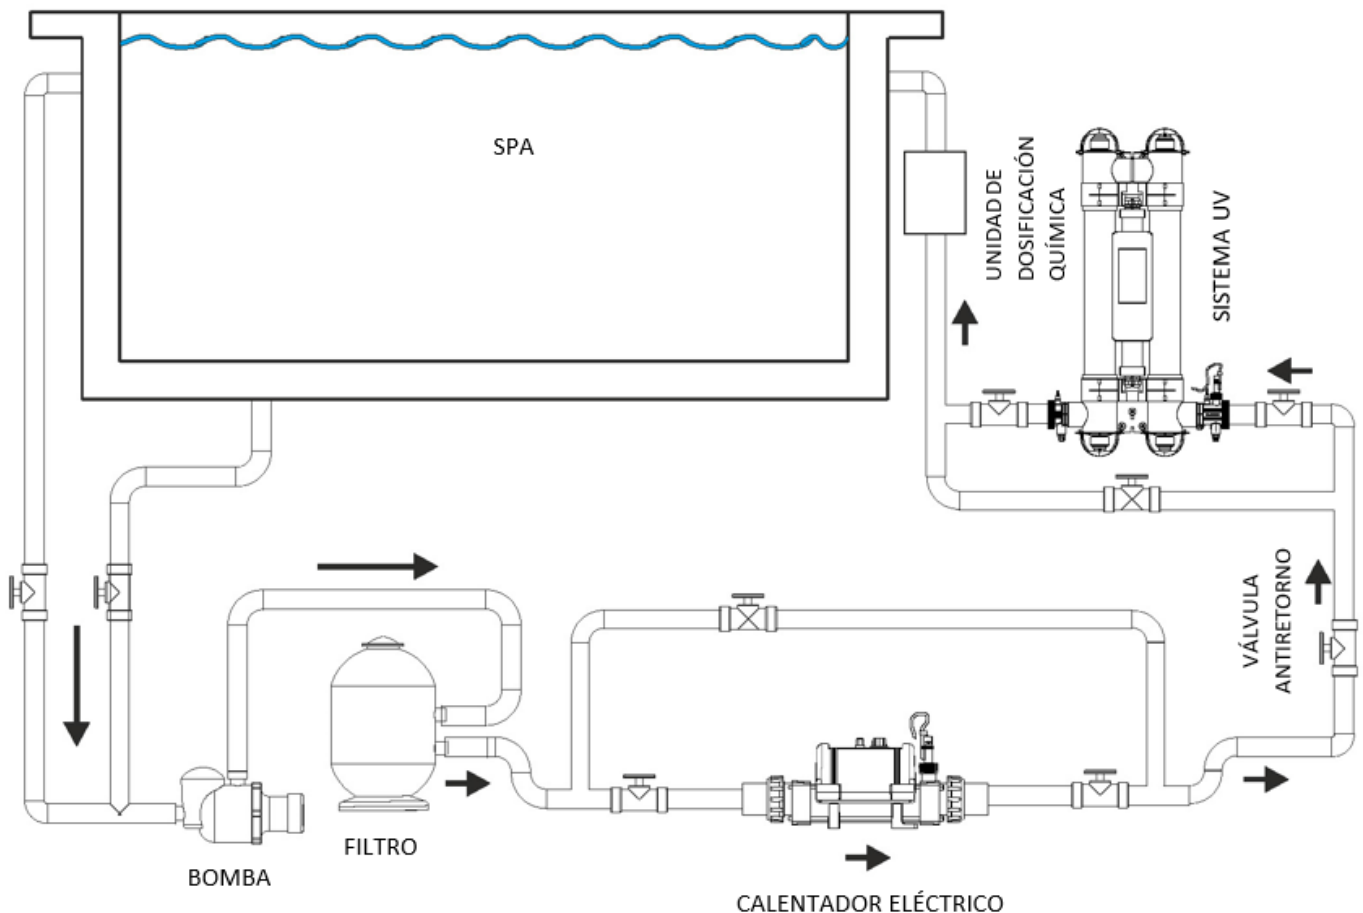 SPA
UNIDAD DE
DOSIFICACIÓN
QUÍMICA
SISTEMA UV
VÁLVULA
ANTIRETORNO
FILTRO
BOMBA
CALENTADOR ELÉCTRICO